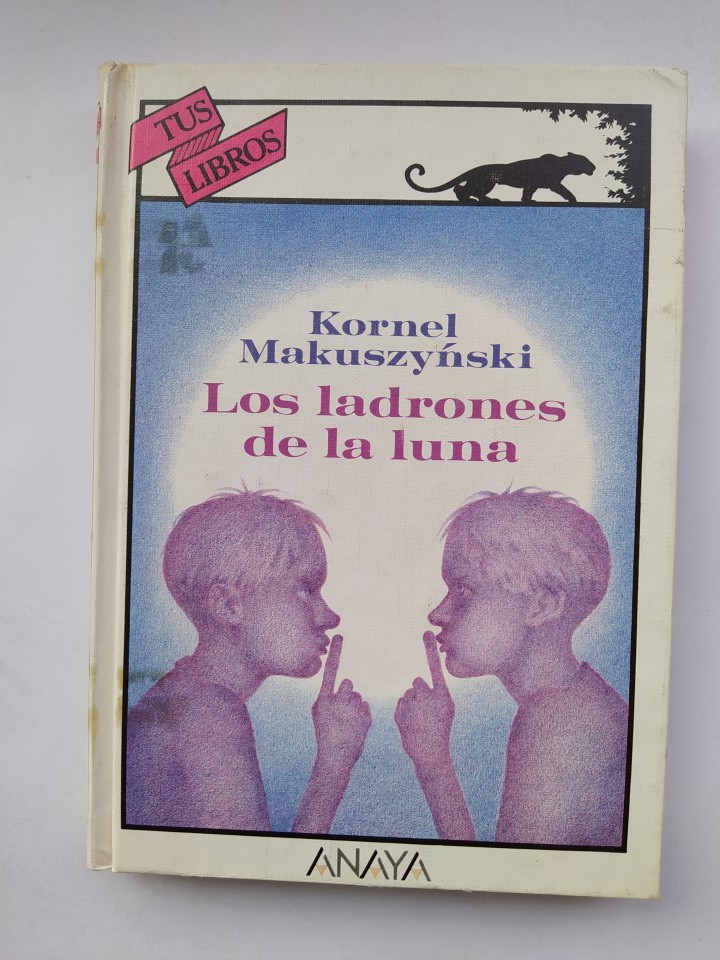 TUS
LIBROS
Kornel
Makuszyński
Los ladrones
de la luna
ANAYA